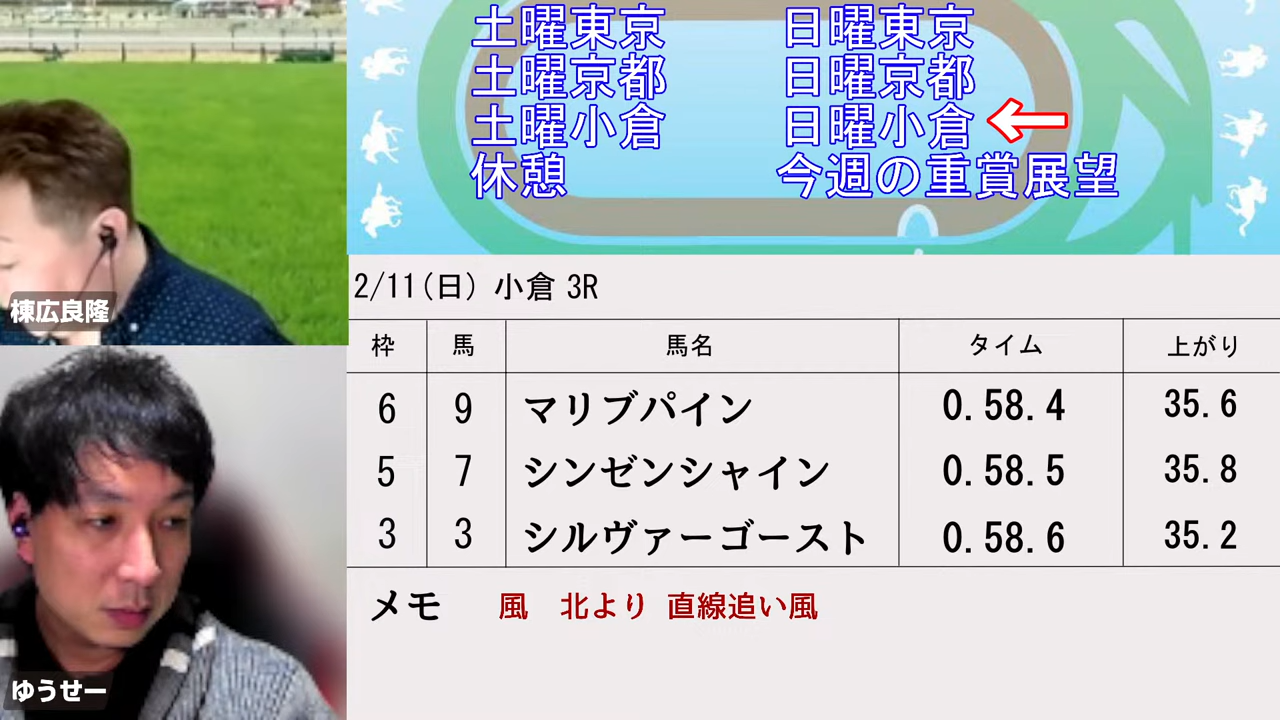 土曜東京 日曜東京
土曜京都 日曜京都
土曜小倉 日曜小倉
休憩 今週の重賞展望
2/11(日) 小倉 3R
枠 馬 馬名 タイム 上がり
6 9 マリブパイン 0.58.4 35.6
5 7 シンゼンシャイン 0.58.5 35.8
3 3 シルヴァーゴースト 0.58.6 35.2
メモ 風 北より 直線追い風
棟広良隆
ゆうせー